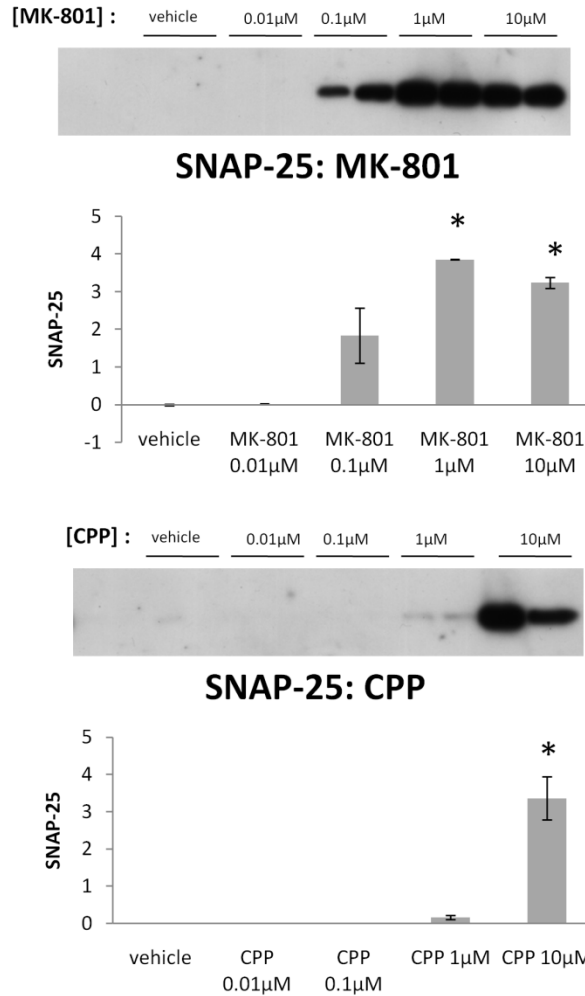 [MK-801] : vehicle 0.01µM 0.1µM 1µM 10µM
SNAP-25: MK-801
5
4
3
2
1
0
-1
SNAP-25
* *
vehicle MK-801 MK-801 MK-801 MK-801
0.01µM 0.1µM 1µM 10µM
[CPP] : vehicle 0.01µM 0.1µM 1µM 10µM
SNAP-25: CPP
5
4
3
2
1
0
SNAP-25
*
vehicle CPP CPP CPP 1µM CPP 10µM
0.01µM 0.1µM